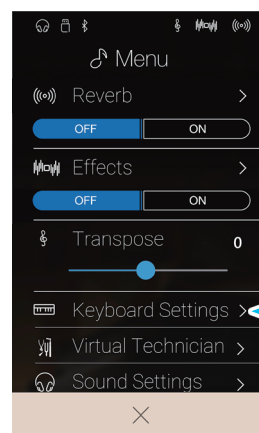 Menu
Reverb
OFF ON
Effects
OFF ON
Transpose 0
Keyboard Settings
Virtual Technician
Sound Settings